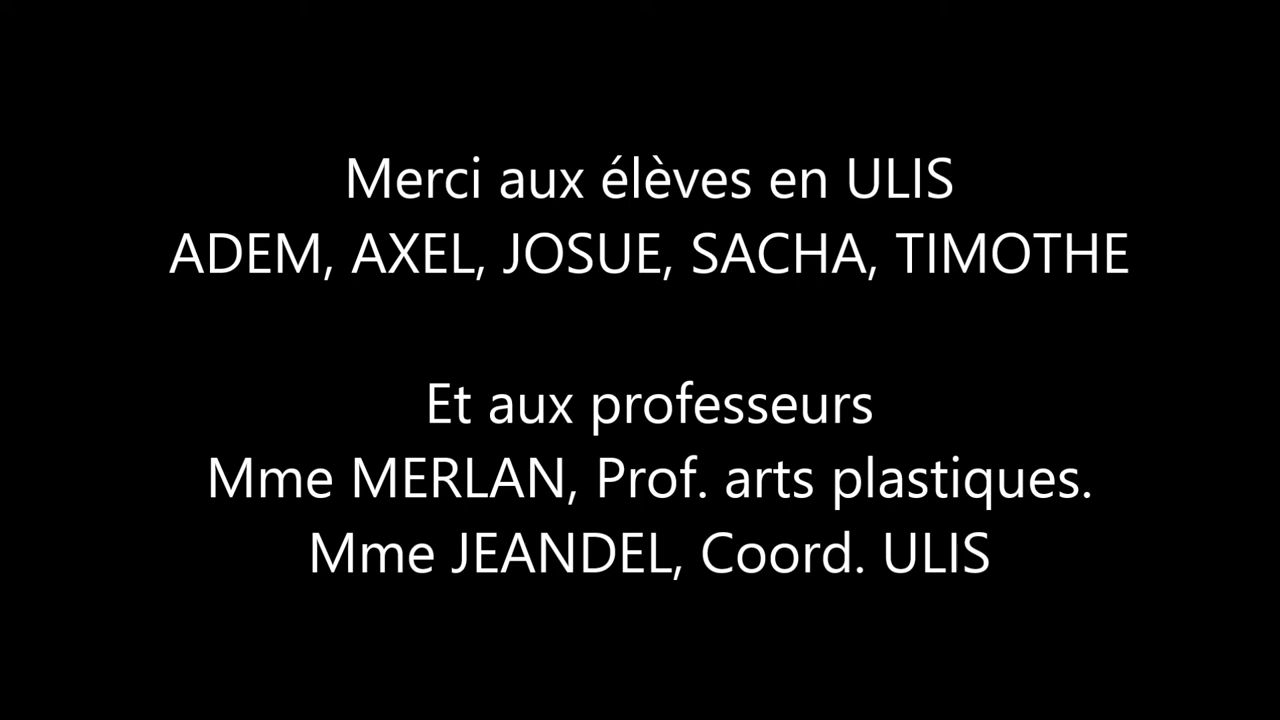 Merci aux élèves en ULIS
ADEM, AXEL, JOSUE, SACHA, TIMOTHE
Et aux professeurs
Mme MERLAN, Prof. arts plastiques.
Mme JEANDEL, Coord. ULIS